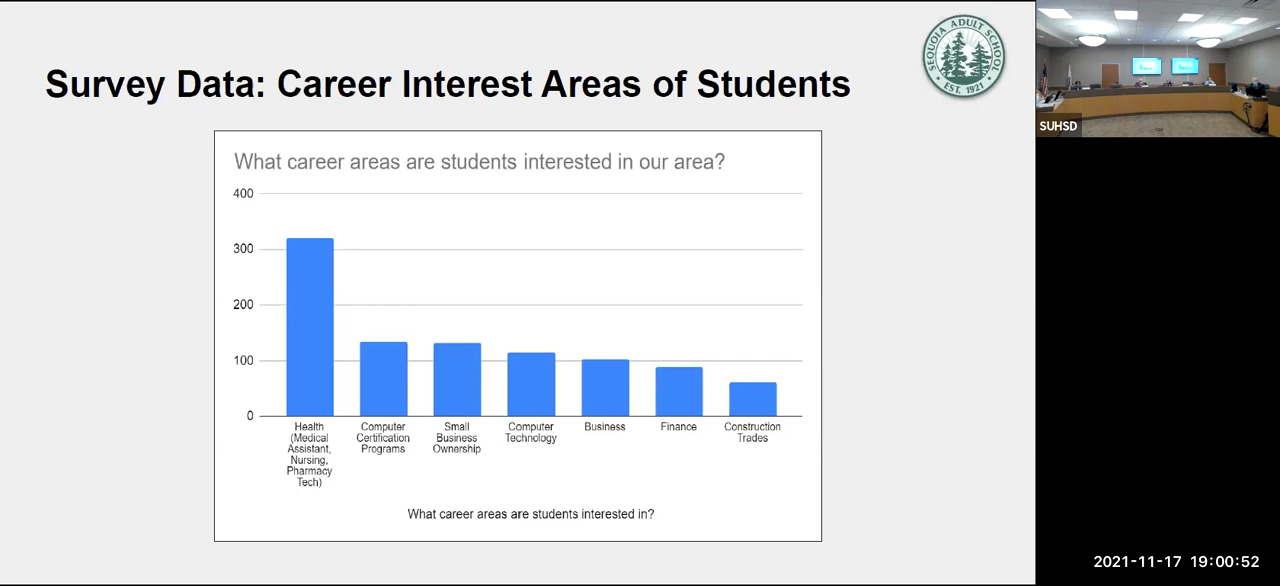 Survey Data: Career Interest Areas of Students
SEQUOIA ADULT SCHOOL
EST. 1921
SUHSD
What career areas are students interested in our area?
400
300
200
100
0
Health
(Medical
Assistant,
Nursing,
Pharmacy
Tech)
Computer
Certification
Programs
Small
Business
Ownership
Computer
Technology
Business
Finance
Construction
Trades
What career areas are students interested in?
2021-11-17 19:00:52